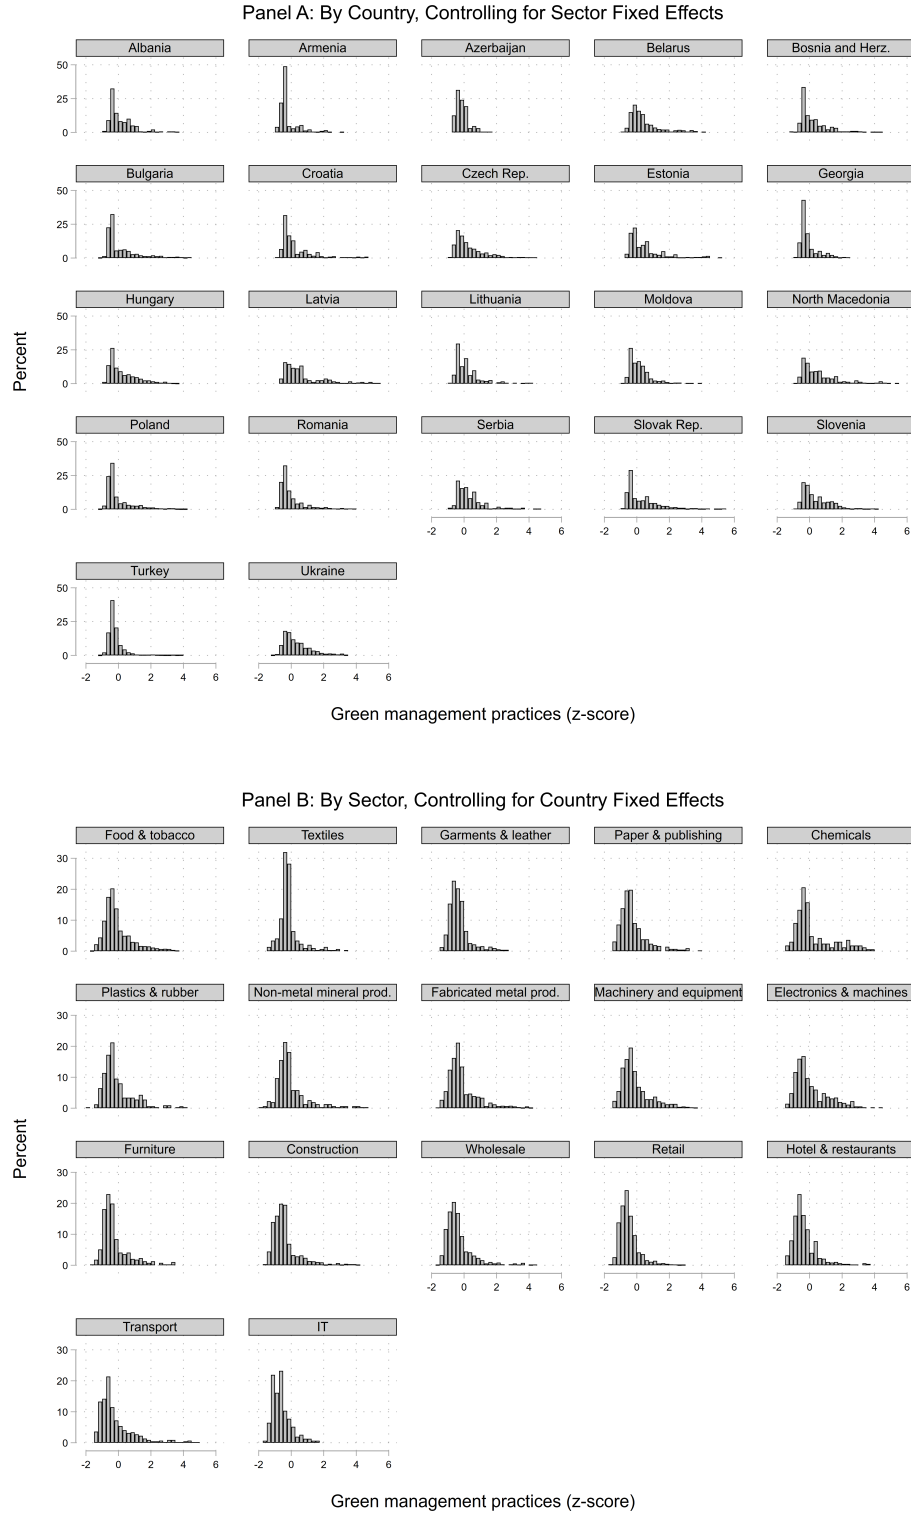 Panel A: By Country, Controlling for Sector Fixed Effects
Albania Armenia Azerbaijan Belarus Bosnia and Herz.
50
25
0
Bulgaria Croatia Czech Rep. Estonia Georgia
50
25
0
Hungary Latvia Lithuania Moldova North Macedonia
50
25
0
Percent
Poland Romania Serbia Slovak Rep. Slovenia
50
25
0
-2 0 2 4 6 -2 0 2 4 6 -2 0 2 4 6
Turkey Ukraine
50
25
0
-2 0 2 4 6 -2 0 2 4 6
Green management practices (z-score)
Panel B: By Sector, Controlling for Country Fixed Effects
Food & tobacco Textiles Garments & leather Paper & publishing Chemicals
30
20
10
0
Plastics & rubber Non-metal mineral prod. Fabricated metal prod. Machinery and equipment Electronics & machines
30
20
10
0
Percent
Furniture Construction Wholesale Retail Hotel & restaurants
30
20
10
0
-2 0 2 4 6 -2 0 2 4 6 -2 0 2 4 6
Transport IT
30
20
10
0
-2 0 2 4 6 -2 0 2 4 6
Green management practices (z-score)